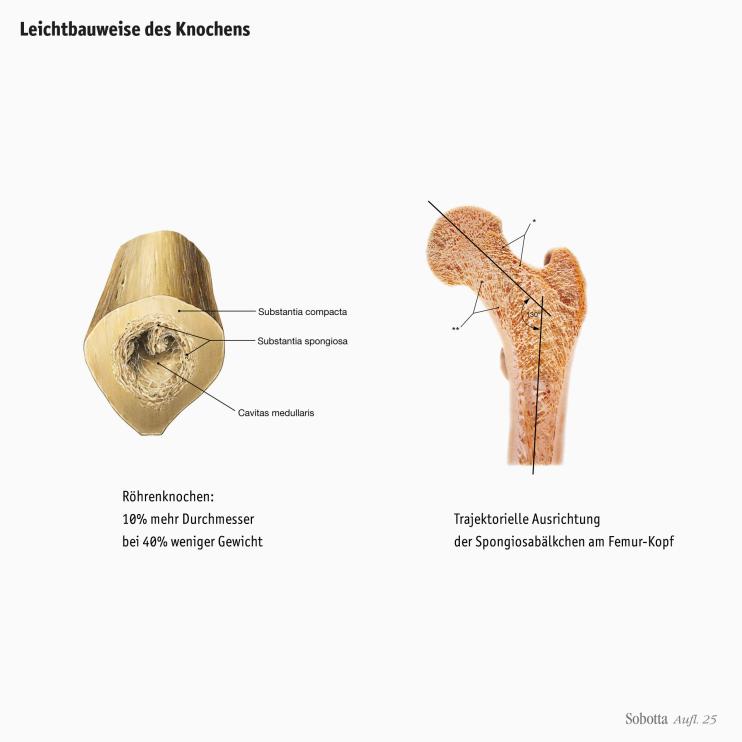 Leichtbauweise des Knochens
Substantia compacta
Substantia spongiosa
Cavitas medullaris
*
**
130°
Röhrenknochen:
10% mehr Durchmesser
bei 40% weniger Gewicht
Trajektorielle Ausrichtung
der Spongiosabälkchen am Femur-Kopf
Sobotta Aufl. 25